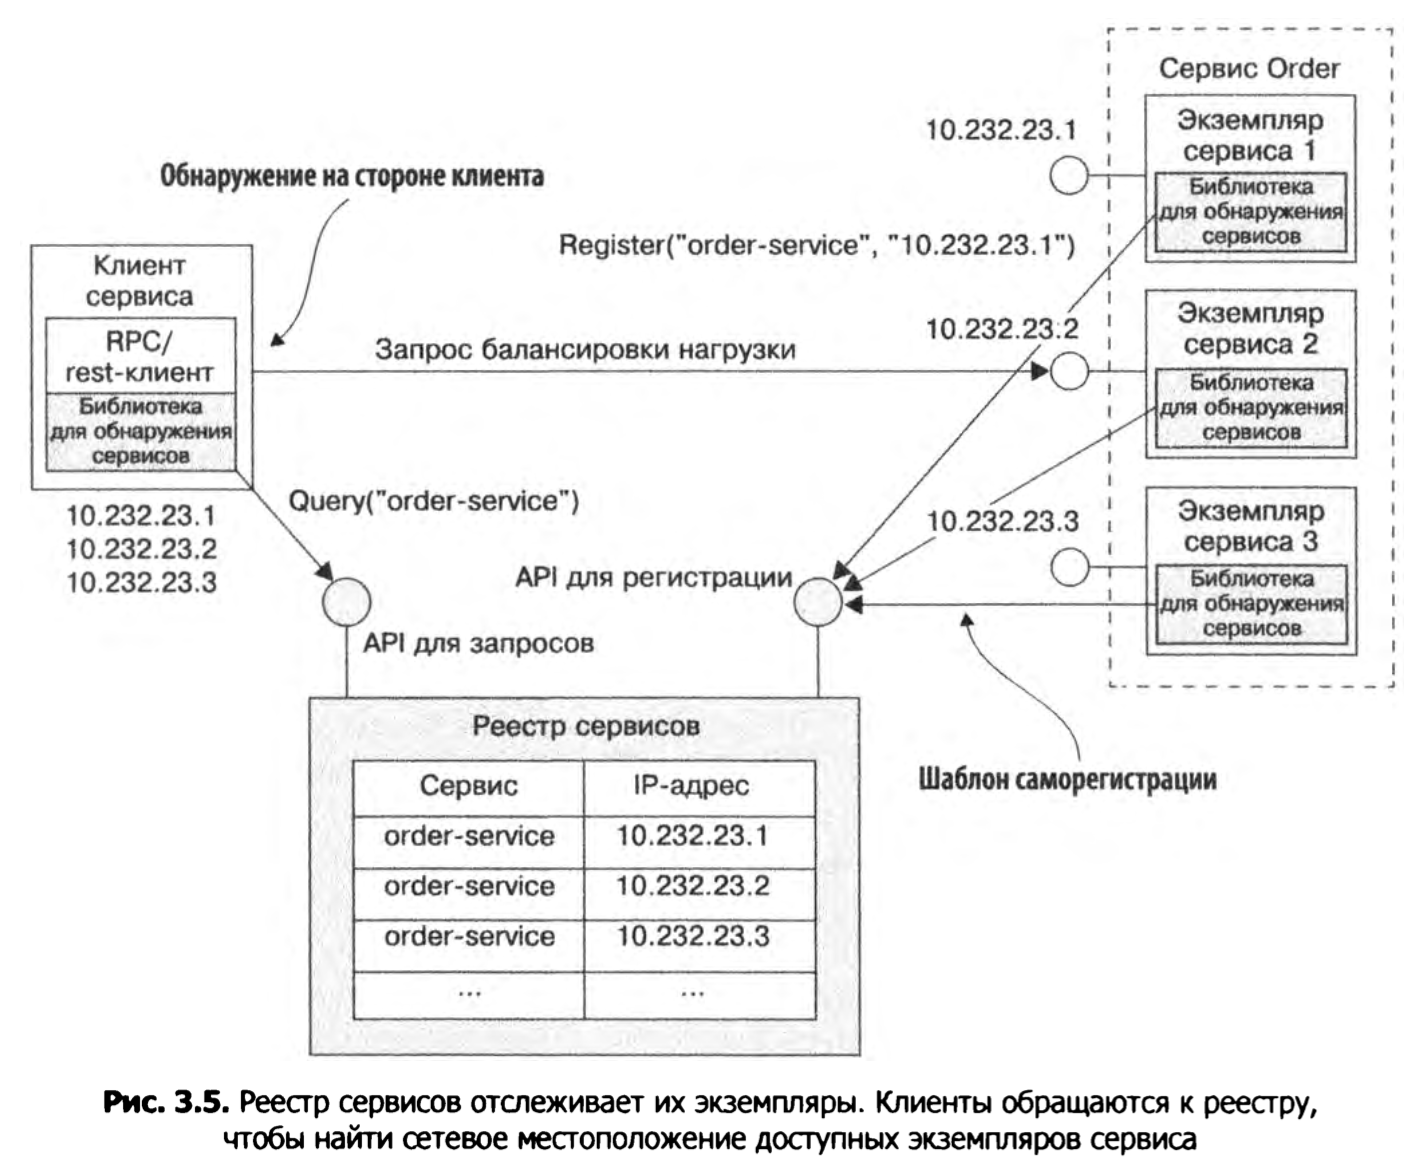 Сервис Order
10.232.23.1
Экземпляр
сервиса 1
Библиотека
для обнаружения
сервисов
Обнаружение на стороне клиента
Register("order-service", "10.232.23.1")
Клиент
сервиса
RPC/
rest-клиент
Библиотека
для обнаружения
сервисов
Запрос балансировки нагрузки
10.232.23.2
Экземпляр
сервиса 2
Библиотека
для обнаружения
сервисов
10.232.23.1
10.232.23.2
10.232.23.3
Query("order-service")
10.232.23.3
Экземпляр
сервиса 3
Библиотека
для обнаружения
сервисов
API для регистрации
API для запросов
Реестр сервисов
Сервис IP-адрес
order-service 10.232.23.1
order-service 10.232.23.2
order-service 10.232.23.3
... ...
Шаблон саморегистрации
Рис. 3.5. Реестр сервисов отслеживает их экземпляры. Клиенты обращаются к реестру,
чтобы найти сетевое местоположение доступных экземпляров сервиса